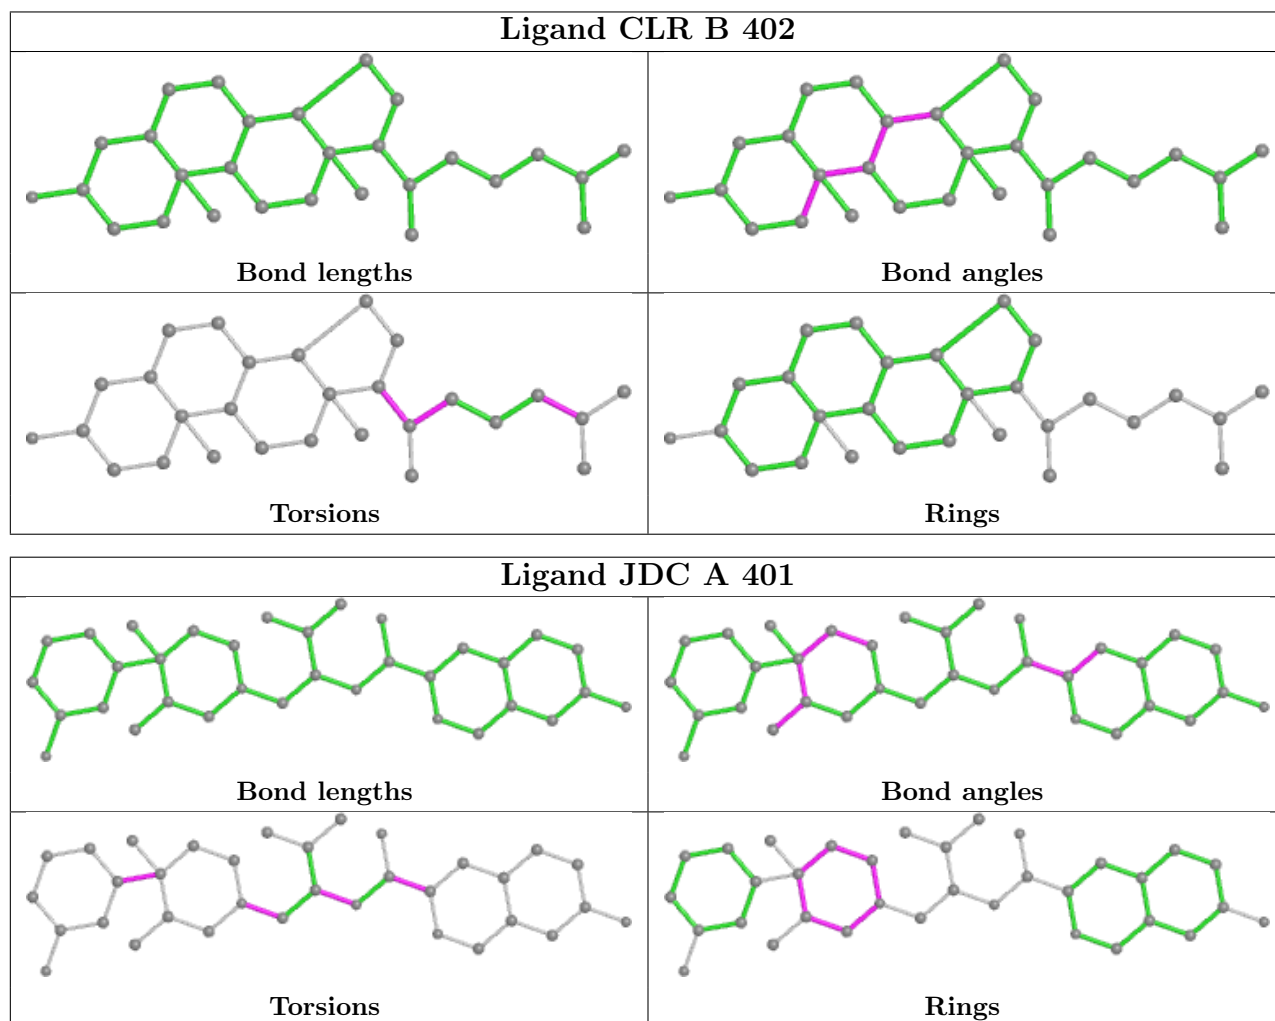 Ligand CLR B 402
Bond lengths
Bond angles
Torsions
Rings
Ligand JDC A 401
Bond lengths
Bond angles
Torsions
Rings